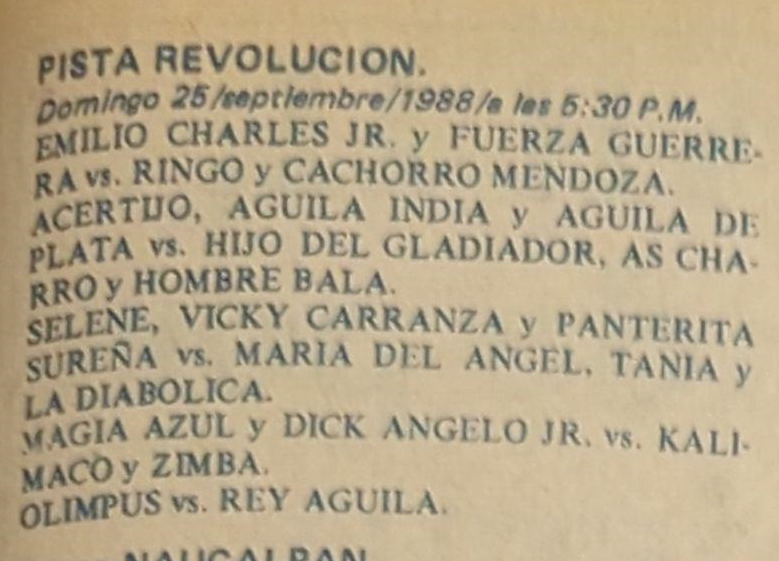 PISTA REVOLUCION.
Domingo 25/septiembre/1988/a las 5:30 P.M.
EMILIO CHARLES JR. y FUERZA GUERRE-
RA vs. RINGO y CACHORRO MENDOZA.
ACERTIJO, AGUILA INDIA y AGUILA DE
PLATA vs. HIJO DEL GLADIADOR, AS CHA-
RRO y HOMBRE BALA.
SELENE, VICKY CARRANZA y PANTERITA
SUREÑA vs. MARIA DEL ANGEL, TANIA y
LA DIABOLICA.
MAGIA AZUL y DICK ANGELO JR. vs. KALI-
MACO y ZIMBA.
OLIMPUS vs. REY AGUILA.
NAUCALPAN